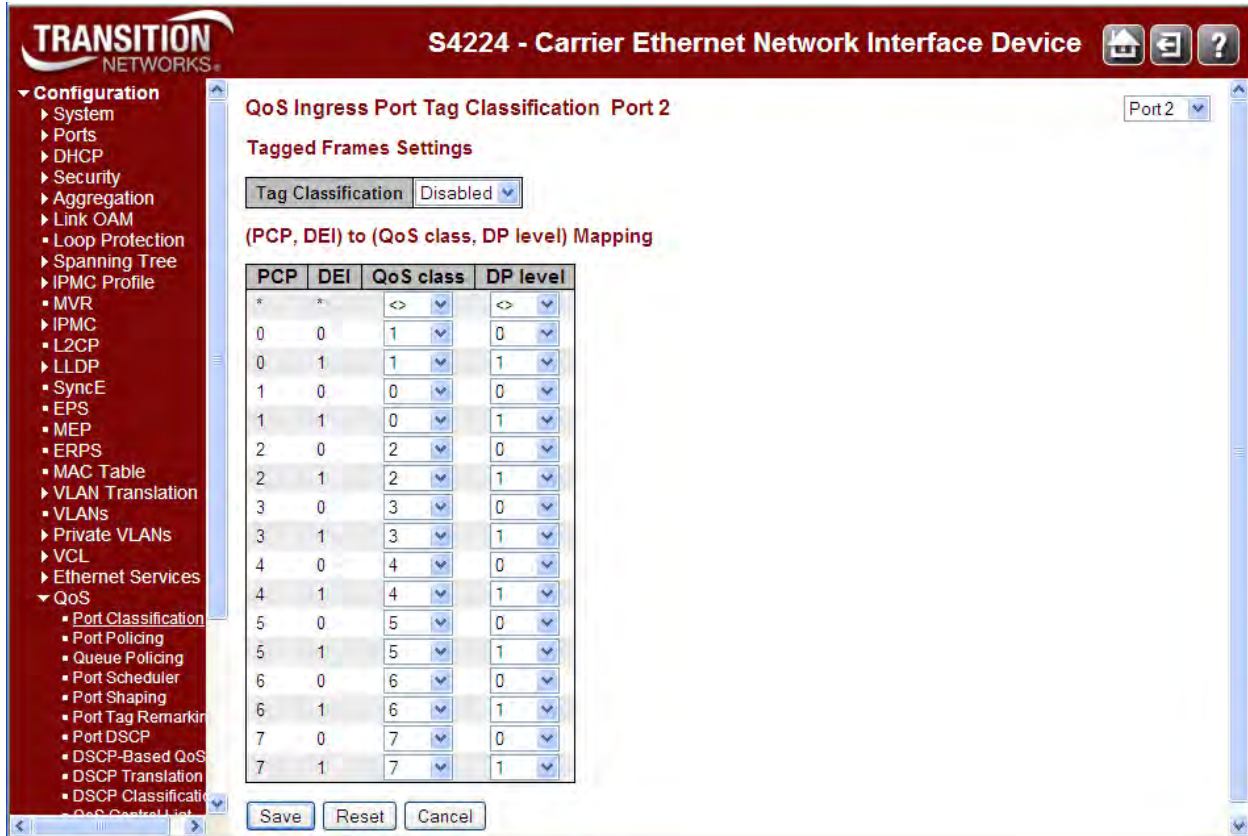 TRANSITION
NETWORKS®
S4224 - Carrier Ethernet Network Interface Device
?
Configuration
System
Ports
DHCP
Security
Aggregation
Link OAM
Loop Protection
Spanning Tree
IPMC Profile
MVR
IPMC
L2CP
LLDP
SyncE
EPS
MEP
ERPS
MAC Table
VLAN Translation
VLANs
Private VLANs
VCL
Ethernet Services
QoS
Port Classification
Port Policing
Queue Policing
Port Scheduler
Port Shaping
Port Tag Remarkin
Port DSCP
DSCP-Based QoS
DSCP Translation
DSCP Classificatio
QoS Control List
QoS Ingress Port Tag Classification Port 2
Port 2
Tagged Frames Settings
Tag Classification Disabled
(PCP, DEI) to (QoS class, DP level) Mapping
PCP DEI QoS class DP level
* * <> <>
0 0 1 0
0 1 1 1
1 0 0 0
1 1 0 1
2 0 2 0
2 1 2 1
3 0 3 0
3 1 3 1
4 0 4 0
4 1 4 1
5 0 5 0
5 1 5 1
6 0 6 0
6 1 6 1
7 0 7 0
7 1 7 1
Save Reset Cancel